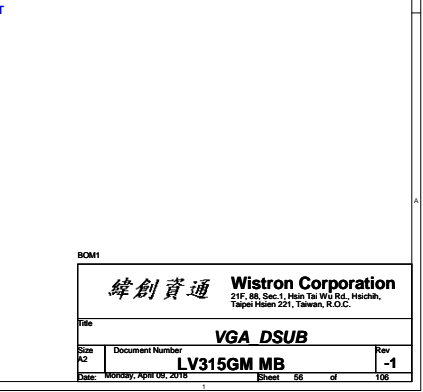 T
A
BOM1
緯創資通
Wistron Corporation
21F, 88, Sec.1, Hsin Tai Wu Rd., Hsichih,
Taipei Hsien 221, Taiwan, R.O.C.
Title
VGA_DSUB
Size Document Number Rev
A2 LV315GM MB -1
Date: Monday, April 09, 2018 Sheet 56 of 106
1